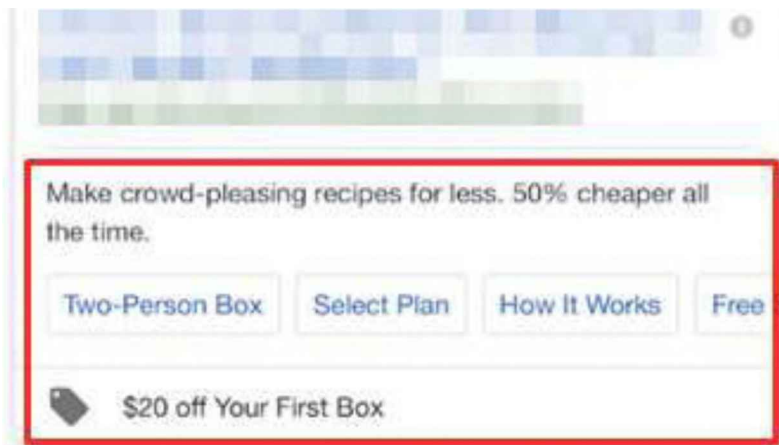 Make crowd-pleasing recipes for less. 50% cheaper all
the time.
Two-Person Box Select Plan How It Works Free
$20 off Your First Box